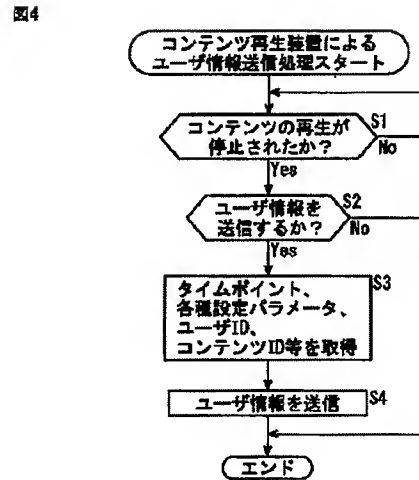 図4
コンテンツ再生装置による
ユーザ情報送信処理スタート
コンテンツの再生が
停止されたか？
S1
No
Yes
ユーザ情報を
送信するか？
S2
No
Yes
タイムポイント、
各種設定パラメータ、
ユーザID、
コンテンツID等を取得
S3
ユーザ情報を送信
S4
エンド